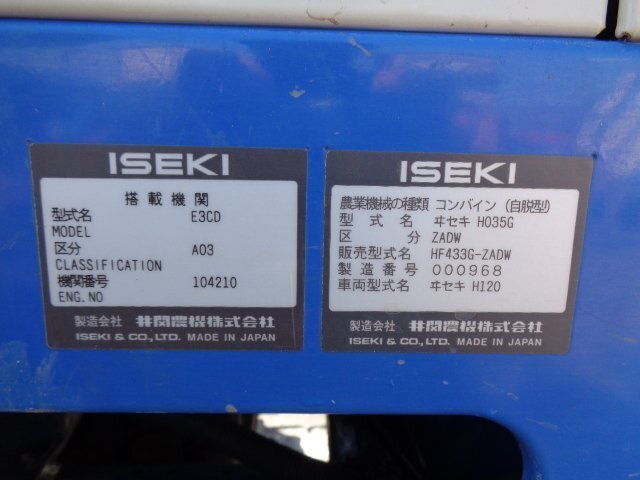 ISEKI
搭載機関
型式名 E3CD
MODEL
区分 A03
CLASSIFICATION
機関番号 104210
ENG.NO
製造会社 井関農機株式会社
ISEKI & CO., LTD. MADE IN JAPAN
ISEKI
農業機械の種類 コンバイン (自脱型)
型式名 ヰセキ HO35G
区分 ZADW
販売型式名 HF433G-ZADW
製造番号 000968
車両型式名 ヰセキ HI20
製造会社 井関農機株式会社
ISEKI & CO., LTD. MADE IN JAPAN